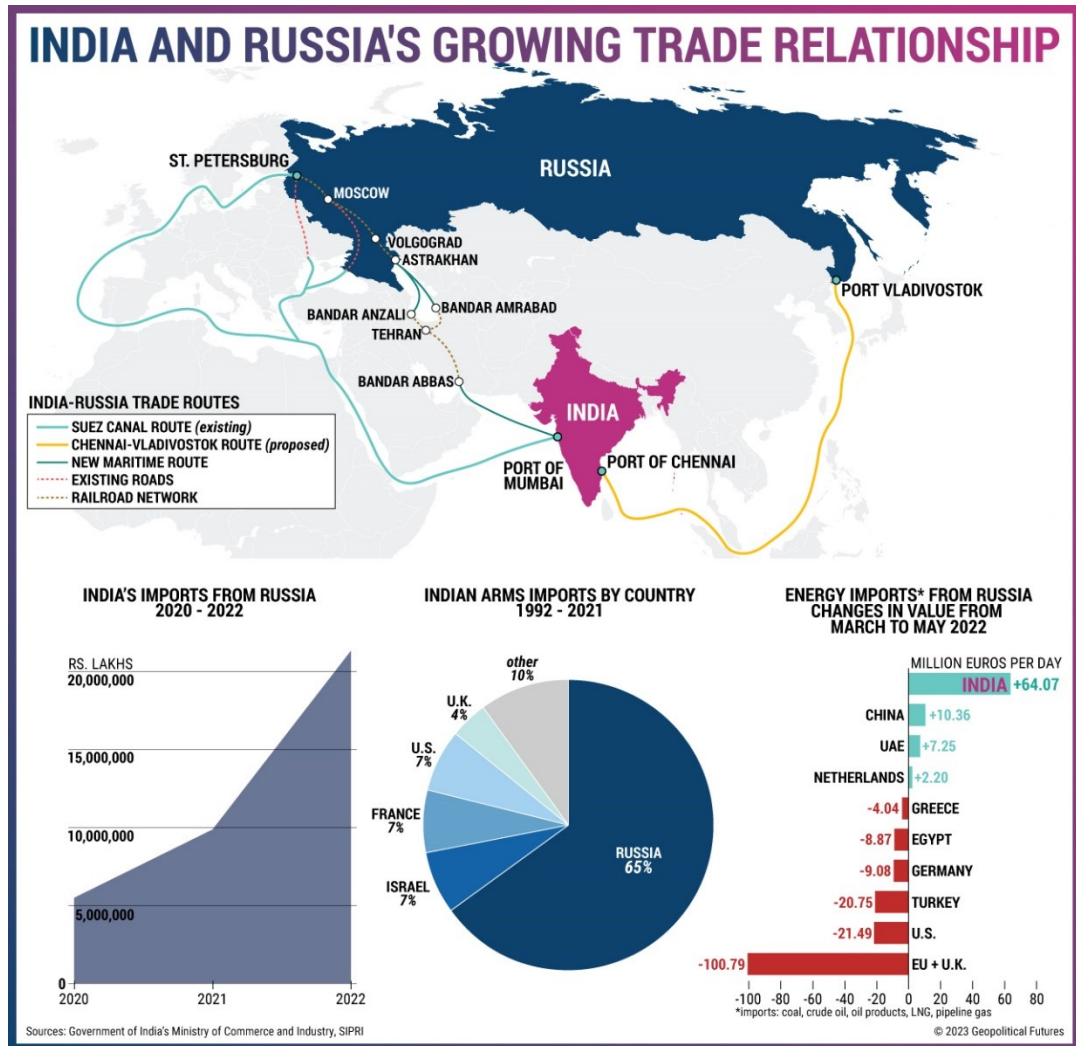 INDIA AND RUSSIA'S GROWING TRADE RELATIONSHIP
ST. PETERSBURG
RUSSIA
MOSCOW
VOLGOGRAD
ASTRAKHAN
PORT VLADIVOSTOK
BANDAR ANZALI
BANDAR AMRABAD
TEHRAN
BANDAR ABBAS
INDIA
PORT OF
MUMBAI
PORT OF CHENNAI
INDIA-RUSSIA TRADE ROUTES
SUEZ CANAL ROUTE (existing)
CHENNAI-VLADIVOSTOK ROUTE (proposed)
NEW MARITIME ROUTE
EXISTING ROADS
RAILROAD NETWORK
INDIA'S IMPORTS FROM RUSSIA
2020 - 2022
RS. LAKHS
20,000,000
15,000,000
10,000,000
5,000,000
0
2020
2021
2022
INDIAN ARMS IMPORTS BY COUNTRY
1992 - 2021
other
10%
U.K.
4%
U.S.
7%
FRANCE
7%
ISRAEL
7%
RUSSIA
65%
ENERGY IMPORTS* FROM RUSSIA
CHANGES IN VALUE FROM
MARCH TO MAY 2022
MILLION EUROS PER DAY
INDIA +64.07
CHINA +10.36
UAE +7.25
NETHERLANDS +2.20
-4.04 GREECE
-8.87 EGYPT
-9.08 GERMANY
-20.75 TURKEY
-21.49 U.S.
-100.79 EU + U.K.
-100 -80 -60 -40 -20 0 20 40 60 80
*imports: coal, crude oil, oil products, LNG, pipeline gas
Sources: Government of India's Ministry of Commerce and Industry, SIPRI
© 2023 Geopolitical Futures